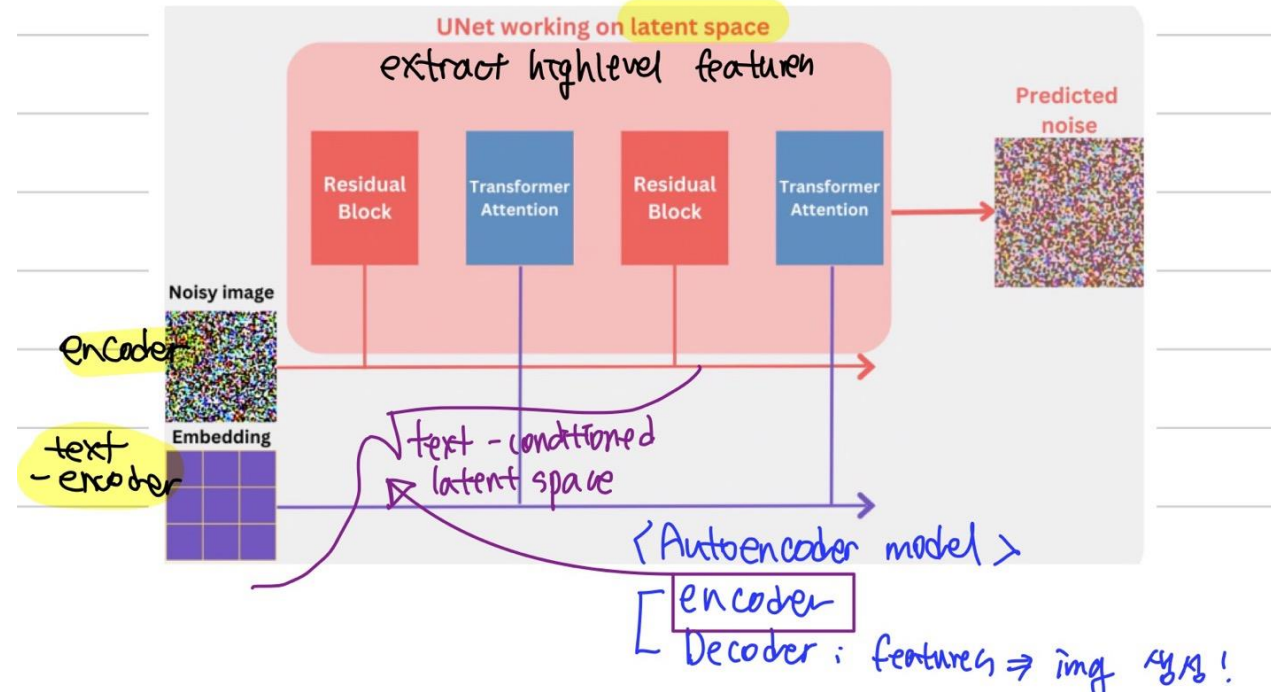 UNet working on latent space
extract highlevel features
Predicted
noise
Residual
Block
Transformer
Attention
Residual
Block
Transformer
Attention
Noisy image
encoder
Embedding
text
- encoder
text - conditioned
latent space
<Autoencoder model>
encoder
Decoder : features ⇒ img 생성!